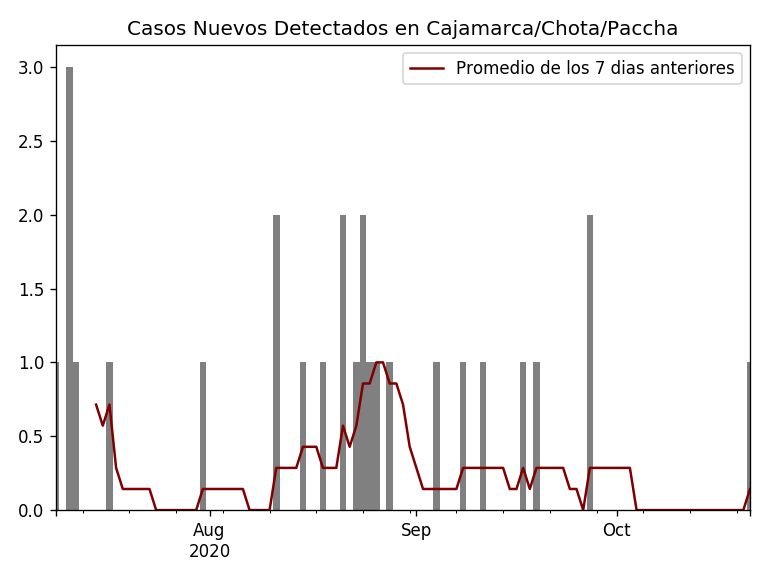 Casos Nuevos Detectados en Cajamarca/Chota/Paccha
Promedio de los 7 dias anteriores
3.0
2.5
2.0
1.5
1.0
0.5
0.0
Aug Sep Oct
2020